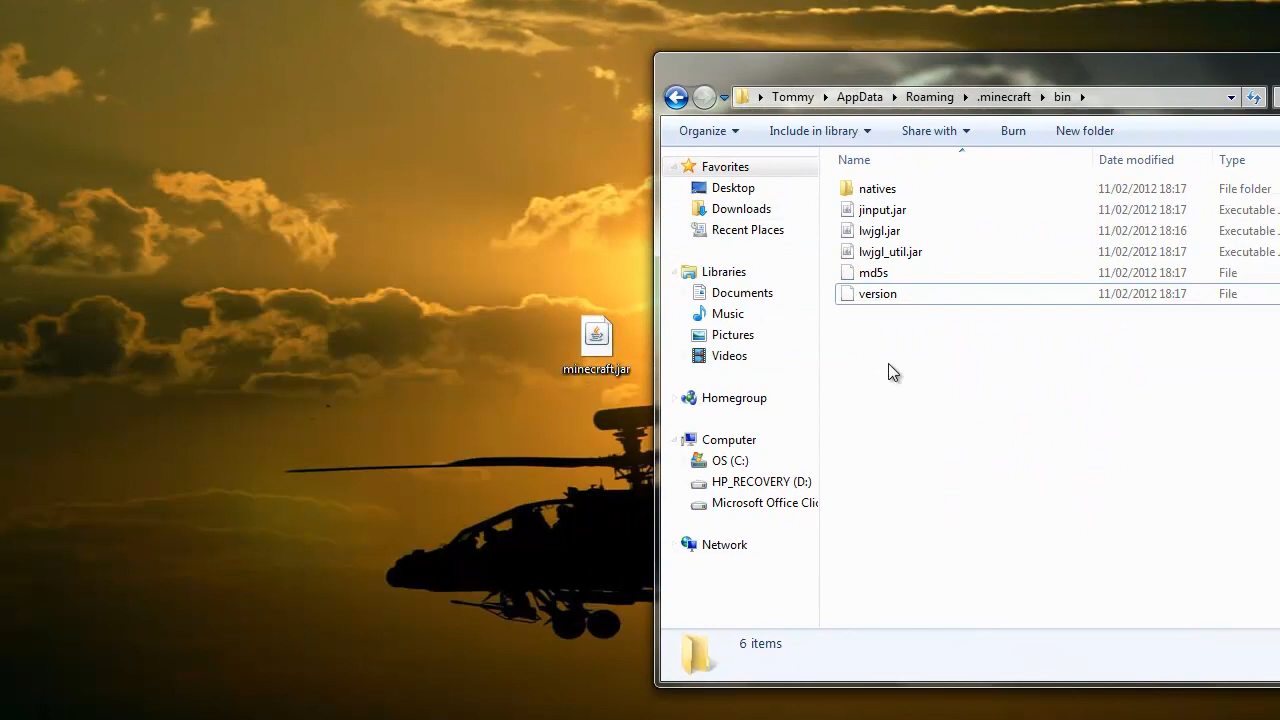 Tommy AppData Roaming .minecraft bin
Organize Include in library Share with Burn New folder
Name Date modified Type
Favorites
Desktop
Downloads
Recent Places
Libraries
Documents
Music
Pictures
Videos
Homegroup
Computer
OS (C:)
HP_RECOVERY (D:)
Microsoft Office Clic
Network
natives 11/02/2012 18:17 File folder
jinput.jar 11/02/2012 18:17 Executable
lwjgl.jar 11/02/2012 18:16 Executable
lwjgl_util.jar 11/02/2012 18:17 Executable
md5s 11/02/2012 18:17 File
version 11/02/2012 18:17 File
minecraft.jar
6 items